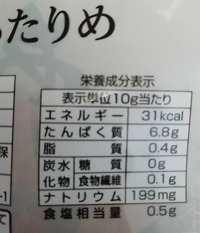 たりめ
栄養成分表示
表示単位10g当たり
エネルギー 31kcal
たんぱく質 6.8g
脂質 0.4g
炭水化物 糖質 0g
食物繊維 0.1g
ナトリウム 199mg
食塩相当量 0.5g
保